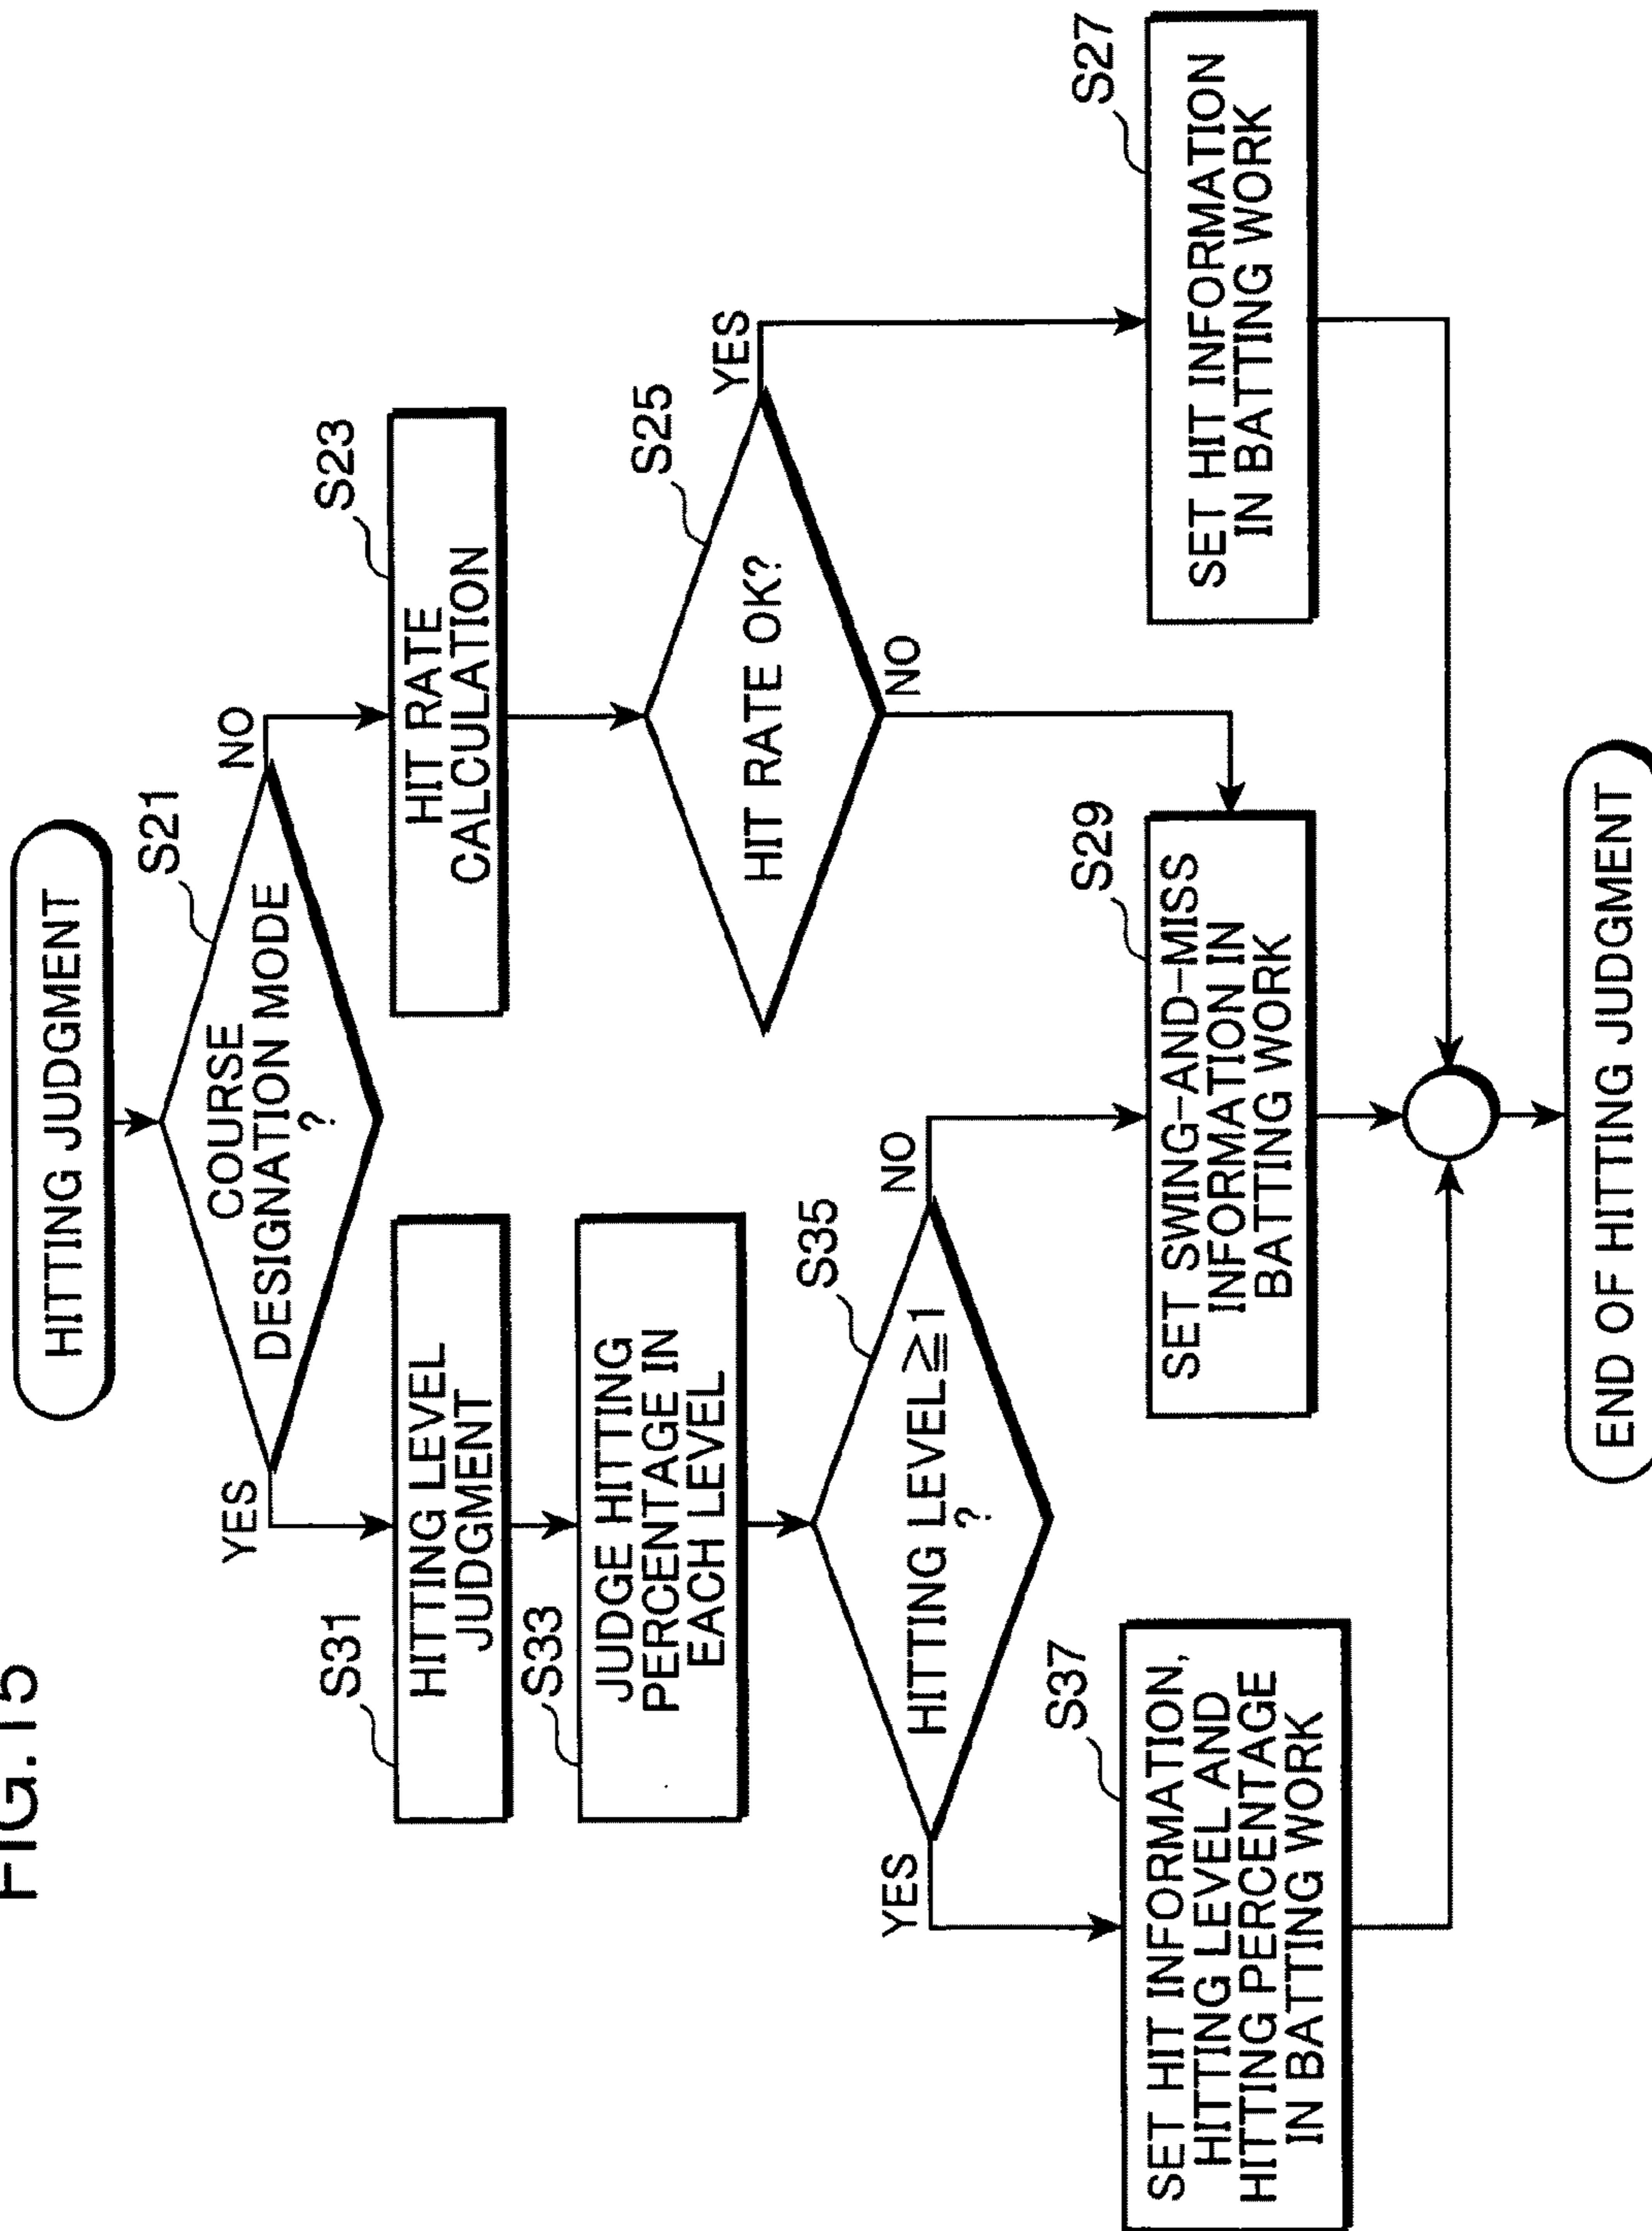 FIG.15
HITTING JUDGMENT
S21
COURSE
DESIGNATION MODE
?
YES
NO
S31
HITTING LEVEL
JUDGMENT
S23
HIT RATE
CALCULATION
S33
JUDGE HITTING
PERCENTAGE IN
EACH LEVEL
S25
HIT RATE OK?
YES
NO
S35
HITTING LEVEL≧1
?
YES
NO
S37
SET HIT INFORMATION,
HITTING LEVEL AND
HITTING PERCENTAGE
IN BATTING WORK
S29
SET SWING-AND-MISS
INFORMATION IN
BATTING WORK
S27
SET HIT INFORMATION
IN BATTING WORK
END OF HITTING JUDGMENT